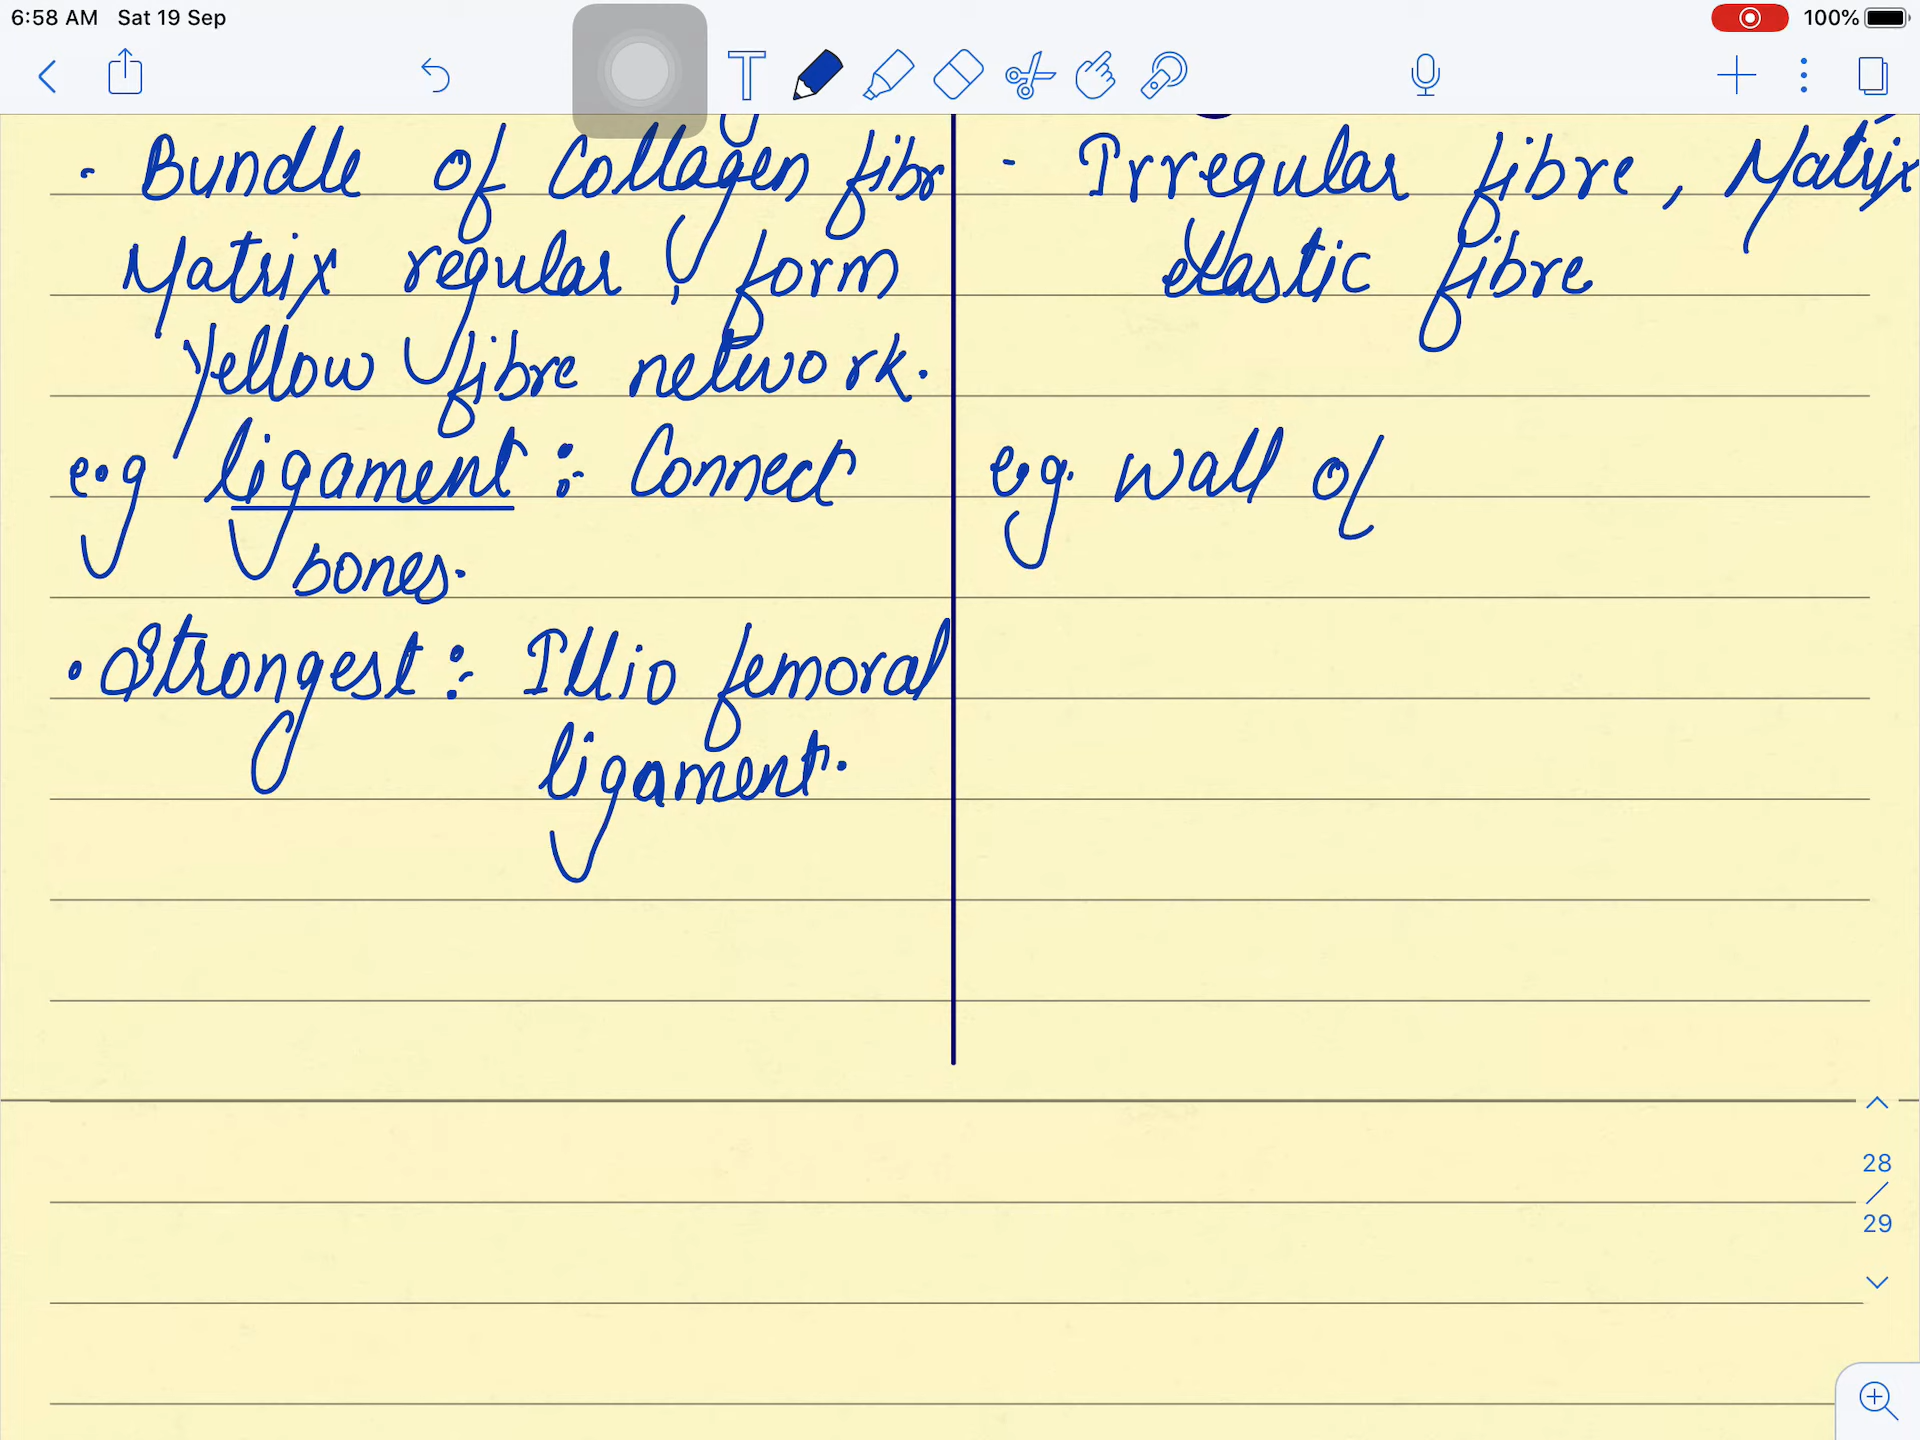 6:58 AM Sat 19 Sep
100%
T
· Bundle of Collagen fibr
Matrix regular, form
Yellow fibre network.
e.g ligament :- Connect
bones.
• Strongest :- Illio femoral
ligament.
- Irregular fibre, Matrix
elastic fibre
e.g. wall of
28
/
29